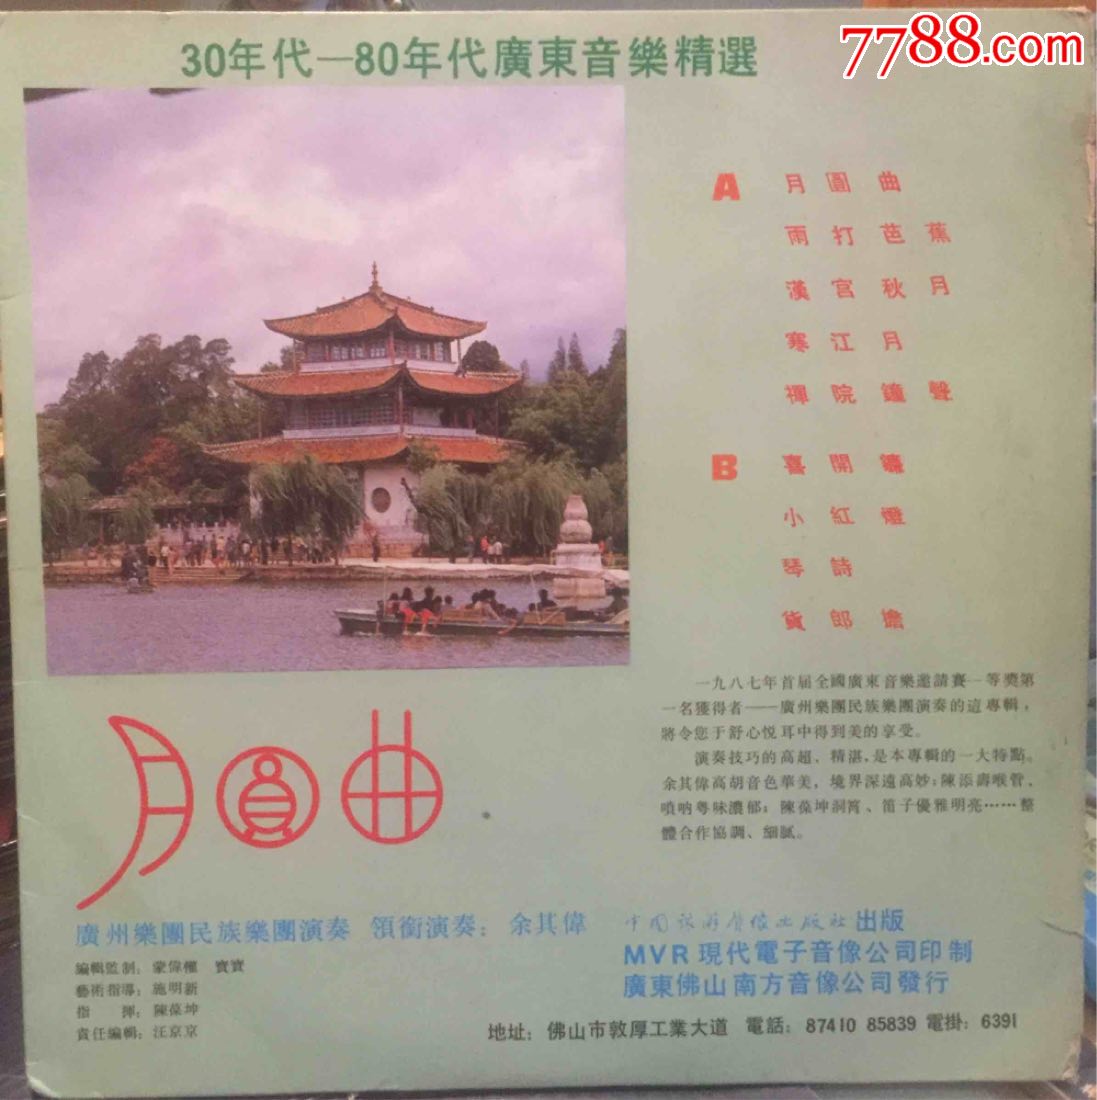 7788.com
30年代—80年代廣東音樂精選
A 月圓曲
雨打芭蕉
漢宮秋月
寒江月
禪院鐘聲
B 喜開鐮
小紅燈
琴詩
貨郎擔
一九八七年首届全國廣東音樂邀請賽一等奬第
一名獲得者——廣州樂團民族樂團演奏的這專輯，
將令您于舒心悦耳中得到美的享受。
演奏技巧的高超、精湛，是本專輯的一大特點。
余其偉高胡音色華美，境界深遠高妙；陳添壽喉管、
嗩呐粤味濃郁；陳葆坤洞簫、笛子優雅明亮……整
體合作協調、細膩。
月圓曲
廣州樂團民族樂團演奏 領銜演奏：余其偉
編輯監制：蒙偉權 寶寶
藝術指導：施明新
指 揮：陳葆坤
責任編輯：汪京京
中國旅游聲像出版社 出版
MVR 現代電子音像公司印制
廣東佛山南方音像公司發行
地址：佛山市敦厚工業大道 電話：87410 85839 電掛：6391